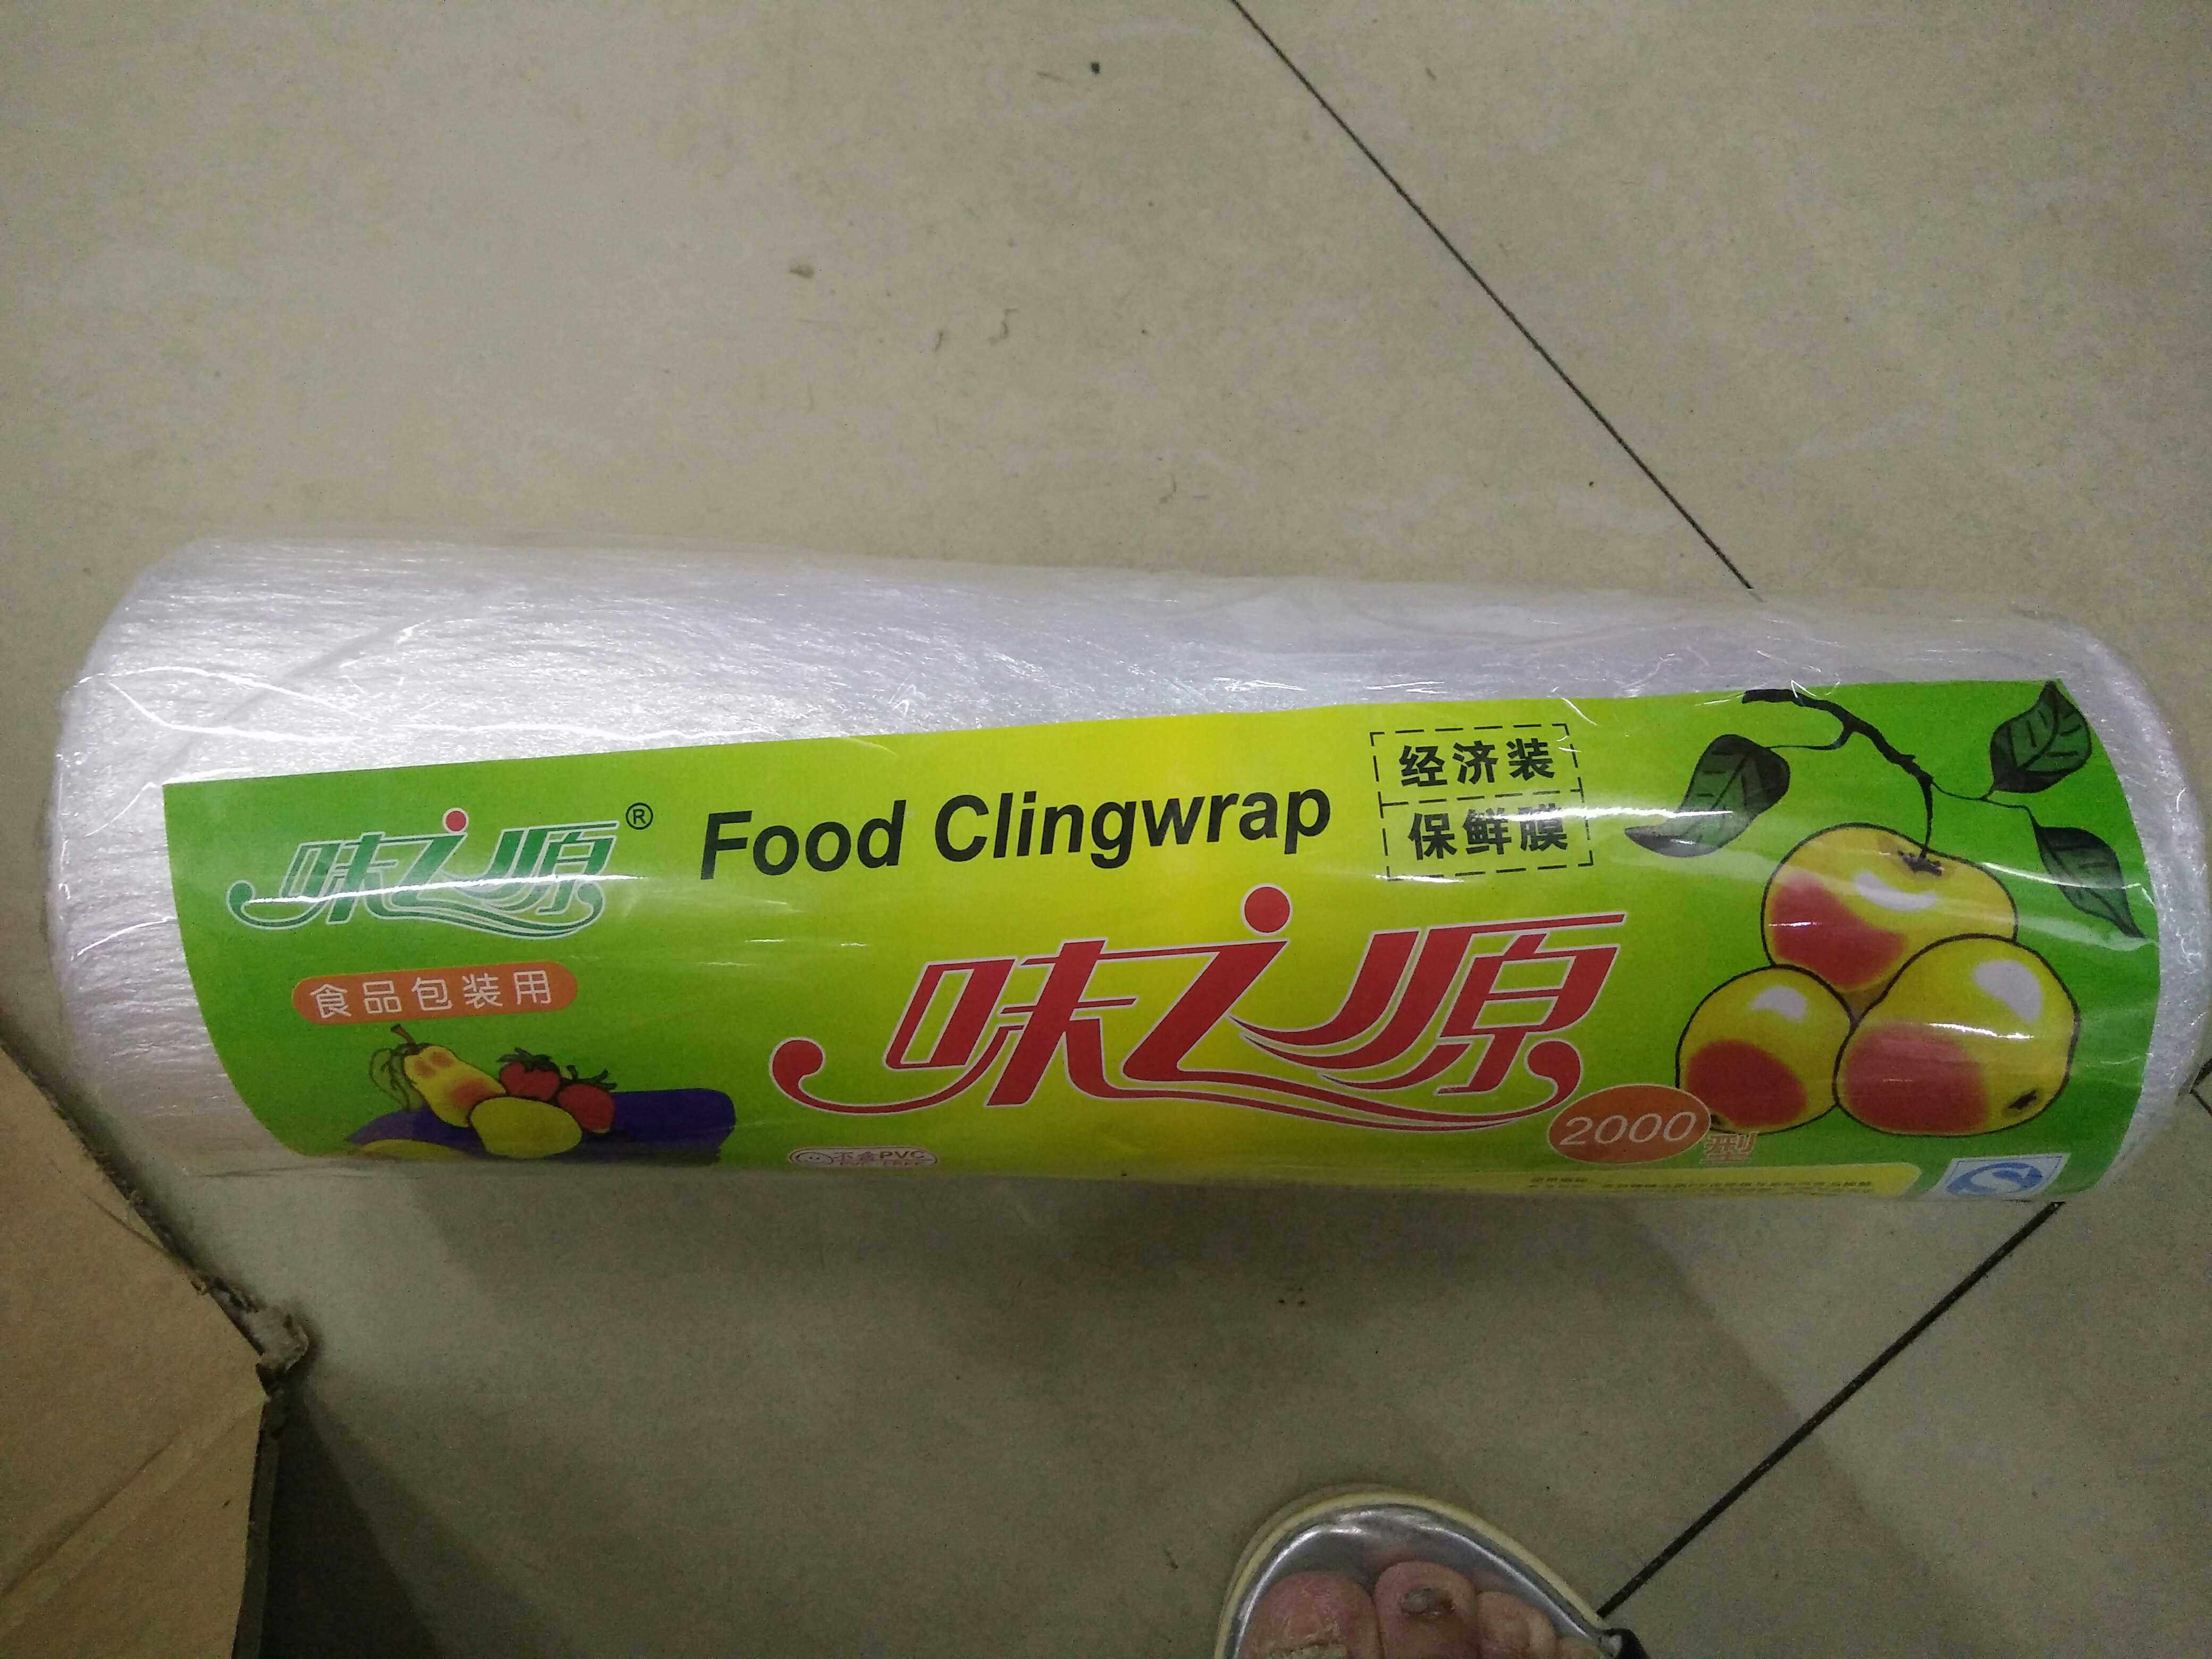 味之源®
Food Clingwrap
经济装
保鲜膜
食品包装用
味之源
2000型
不含PVC